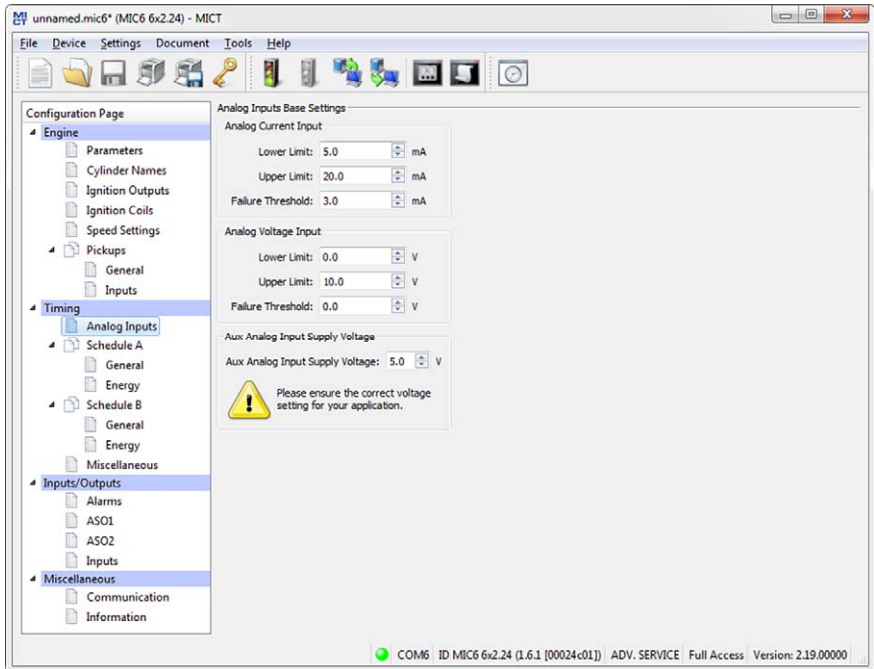 MICT unnamed.mic6* (MIC6 6x2.24) - MICT
File Device Settings Document Tools Help
Configuration Page
Engine
Parameters
Cylinder Names
Ignition Outputs
Ignition Coils
Speed Settings
Pickups
General
Inputs
Timing
Analog Inputs
Schedule A
General
Energy
Schedule B
General
Energy
Miscellaneous
Inputs/Outputs
Alarms
ASO1
ASO2
Inputs
Miscellaneous
Communication
Information
Analog Inputs Base Settings
Analog Current Input
Lower Limit: 5.0 mA
Upper Limit: 20.0 mA
Failure Threshold: 3.0 mA
Analog Voltage Input
Lower Limit: 0.0 V
Upper Limit: 10.0 V
Failure Threshold: 0.0 V
Aux Analog Input Supply Voltage
Aux Analog Input Supply Voltage: 5.0 V
Please ensure the correct voltage
setting for your application.
COM6 ID MIC6 6x2.24 (1.6.1 [00024c01]) ADV. SERVICE Full Access Version: 2.19.00000